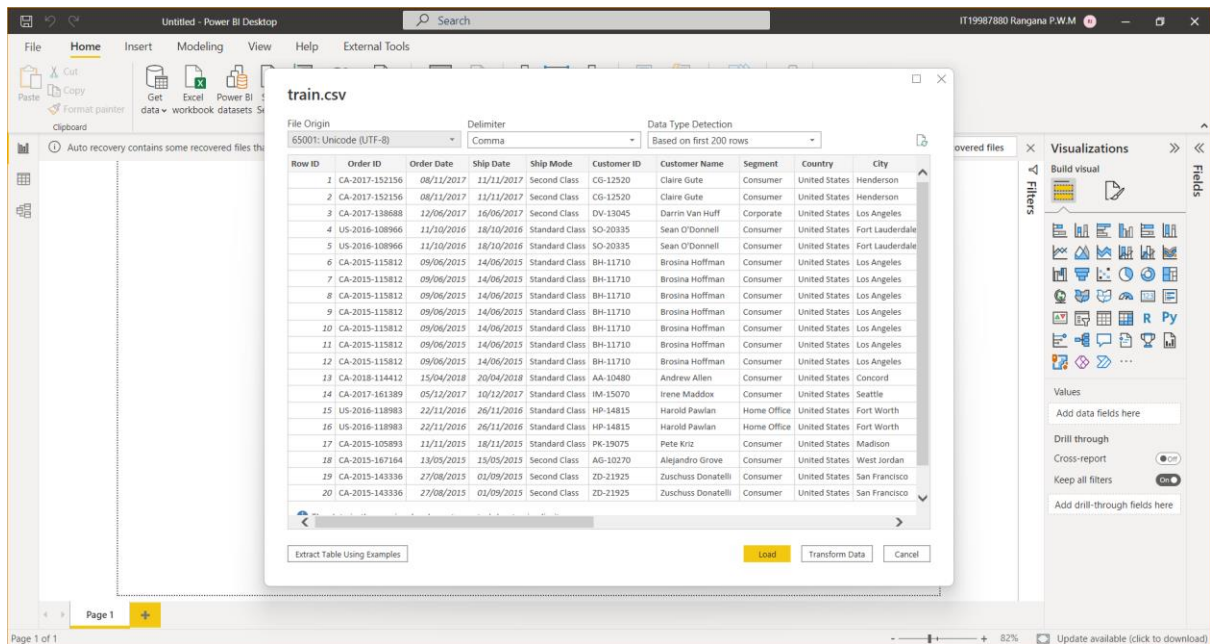 Untitled - Power BI Desktop
Search
IT19987880 Rangana P.W.M
File Home Insert Modeling View Help External Tools
Paste
Cut
Copy
Format painter
Clipboard
Get data
Excel workbook
Power BI datasets
Auto recovery contains some recovered files
overed files
train.csv
File Origin Delimiter Data Type Detection
65001: Unicode (UTF-8) Comma Based on first 200 rows
Row ID Order ID Order Date Ship Date Ship Mode Customer ID Customer Name Segment Country City
1 CA-2017-152156 08/11/2017 11/11/2017 Second Class CG-12520 Claire Gute Consumer United States Henderson
2 CA-2017-152156 08/11/2017 11/11/2017 Second Class CG-12520 Claire Gute Consumer United States Henderson
3 CA-2017-138688 12/06/2017 16/06/2017 Second Class DV-13045 Darrin Van Huff Corporate United States Los Angeles
4 US-2016-108966 11/10/2016 18/10/2016 Standard Class SO-20335 Sean O'Donnell Consumer United States Fort Lauderdale
5 US-2016-108966 11/10/2016 18/10/2016 Standard Class SO-20335 Sean O'Donnell Consumer United States Fort Lauderdale
6 CA-2015-115812 09/06/2015 14/06/2015 Standard Class BH-11710 Brosina Hoffman Consumer United States Los Angeles
7 CA-2015-115812 09/06/2015 14/06/2015 Standard Class BH-11710 Brosina Hoffman Consumer United States Los Angeles
8 CA-2015-115812 09/06/2015 14/06/2015 Standard Class BH-11710 Brosina Hoffman Consumer United States Los Angeles
9 CA-2015-115812 09/06/2015 14/06/2015 Standard Class BH-11710 Brosina Hoffman Consumer United States Los Angeles
10 CA-2015-115812 09/06/2015 14/06/2015 Standard Class BH-11710 Brosina Hoffman Consumer United States Los Angeles
11 CA-2015-115812 09/06/2015 14/06/2015 Standard Class BH-11710 Brosina Hoffman Consumer United States Los Angeles
12 CA-2015-115812 09/06/2015 14/06/2015 Standard Class BH-11710 Brosina Hoffman Consumer United States Los Angeles
13 CA-2018-114412 15/04/2018 20/04/2018 Standard Class AA-10480 Andrew Allen Consumer United States Concord
14 CA-2017-161389 05/12/2017 10/12/2017 Standard Class IM-15070 Irene Maddox Consumer United States Seattle
15 US-2016-118983 22/11/2016 26/11/2016 Standard Class HP-14815 Harold Pawlan Home Office United States Fort Worth
16 US-2016-118983 22/11/2016 26/11/2016 Standard Class HP-14815 Harold Pawlan Home Office United States Fort Worth
17 CA-2015-105893 11/11/2015 18/11/2015 Standard Class PK-19075 Pete Kriz Consumer United States Madison
18 CA-2015-167164 13/05/2015 15/05/2015 Second Class AG-10270 Alejandro Grove Consumer United States West Jordan
19 CA-2015-143336 27/08/2015 01/09/2015 Second Class ZD-21925 Zuschuss Donatelli Consumer United States San Francisco
20 CA-2015-143336 27/08/2015 01/09/2015 Second Class ZD-21925 Zuschuss Donatelli Consumer United States San Francisco
Extract Table Using Examples Load Transform Data Cancel
Visualizations
Build visual
Filters
Fields
R Py
Values
Add data fields here
Drill through
Cross-report Off
Keep all filters On
Add drill-through fields here
Page 1
Page 1 of 1
82%
Update available (click to download)